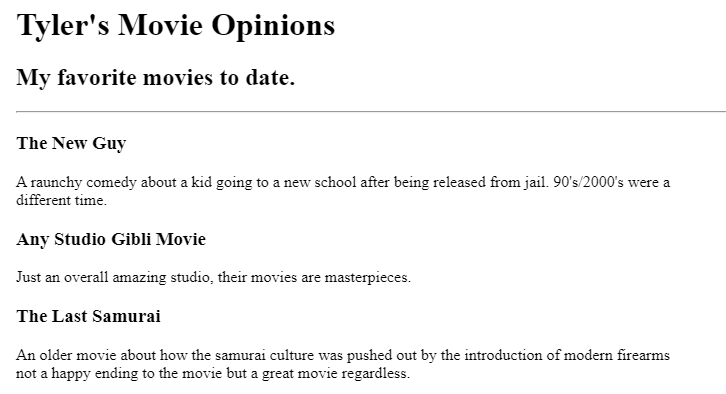 Tyler's Movie Opinions
My favorite movies to date.
The New Guy
A raunchy comedy about a kid going to a new school after being released from jail. 90's/2000's were a
different time.
Any Studio Gibli Movie
Just an overall amazing studio, their movies are masterpieces.
The Last Samurai
An older movie about how the samurai culture was pushed out by the introduction of modern firearms
not a happy ending to the movie but a great movie regardless.